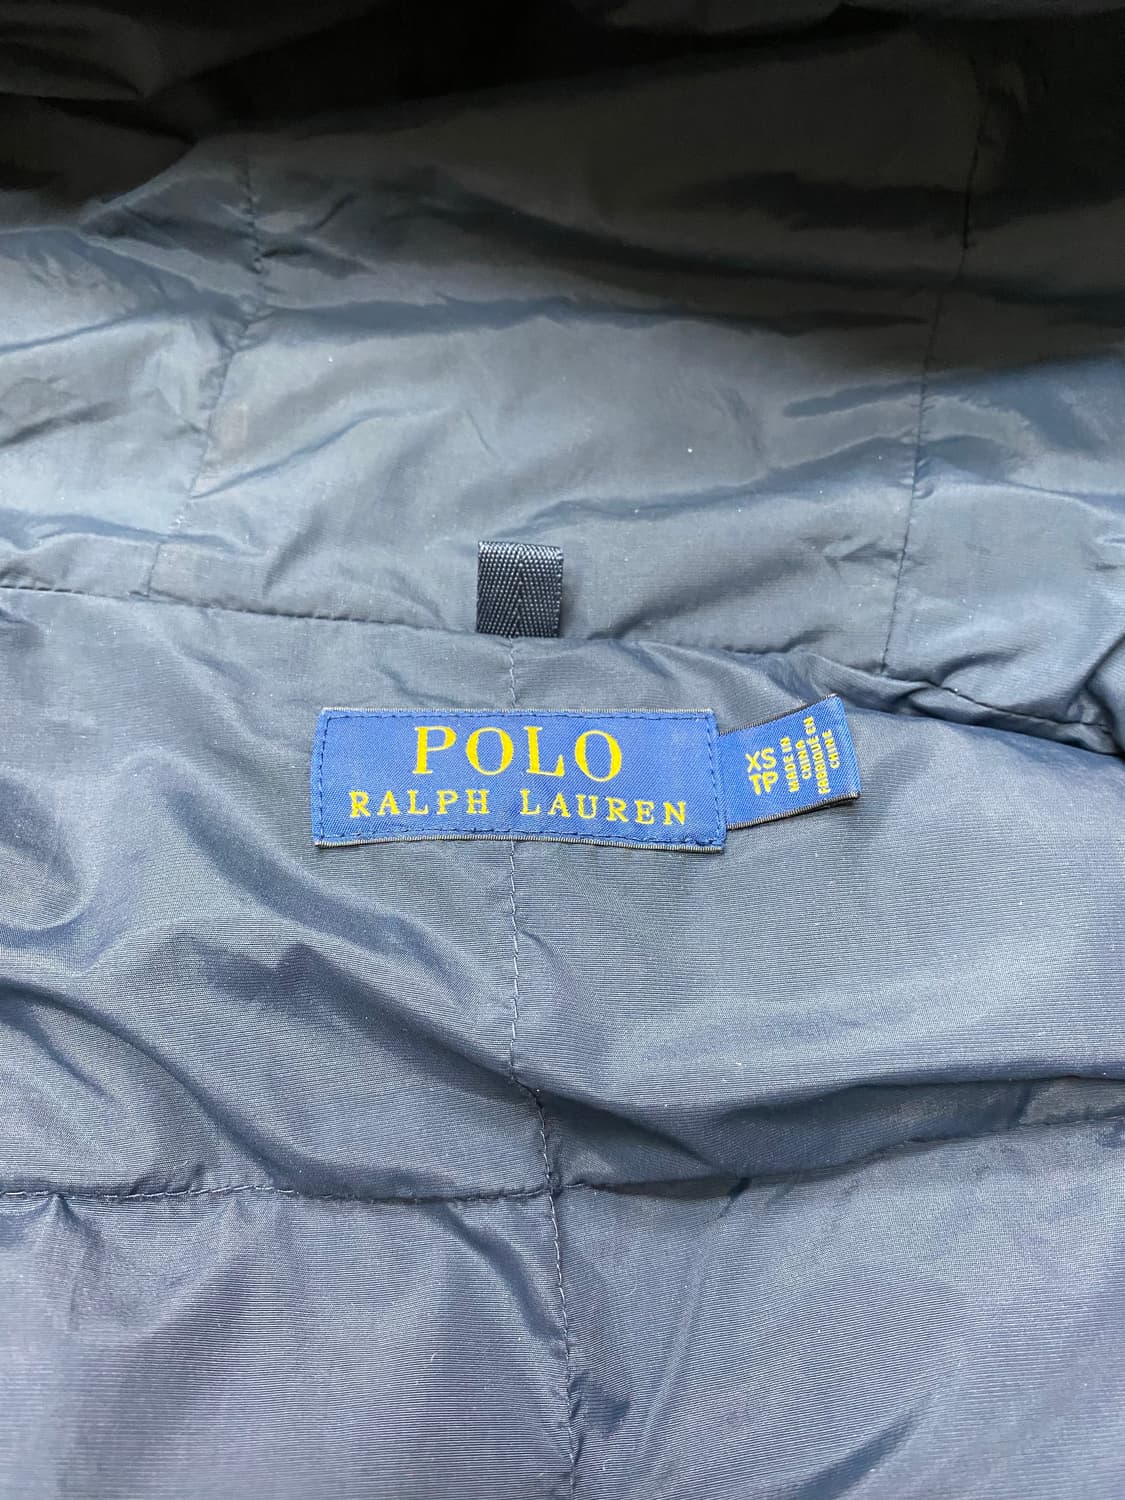 POLO
RALPH LAUREN
XS
TP
MADE IN
CHINA
FABRIQUÉ EN
CHINE